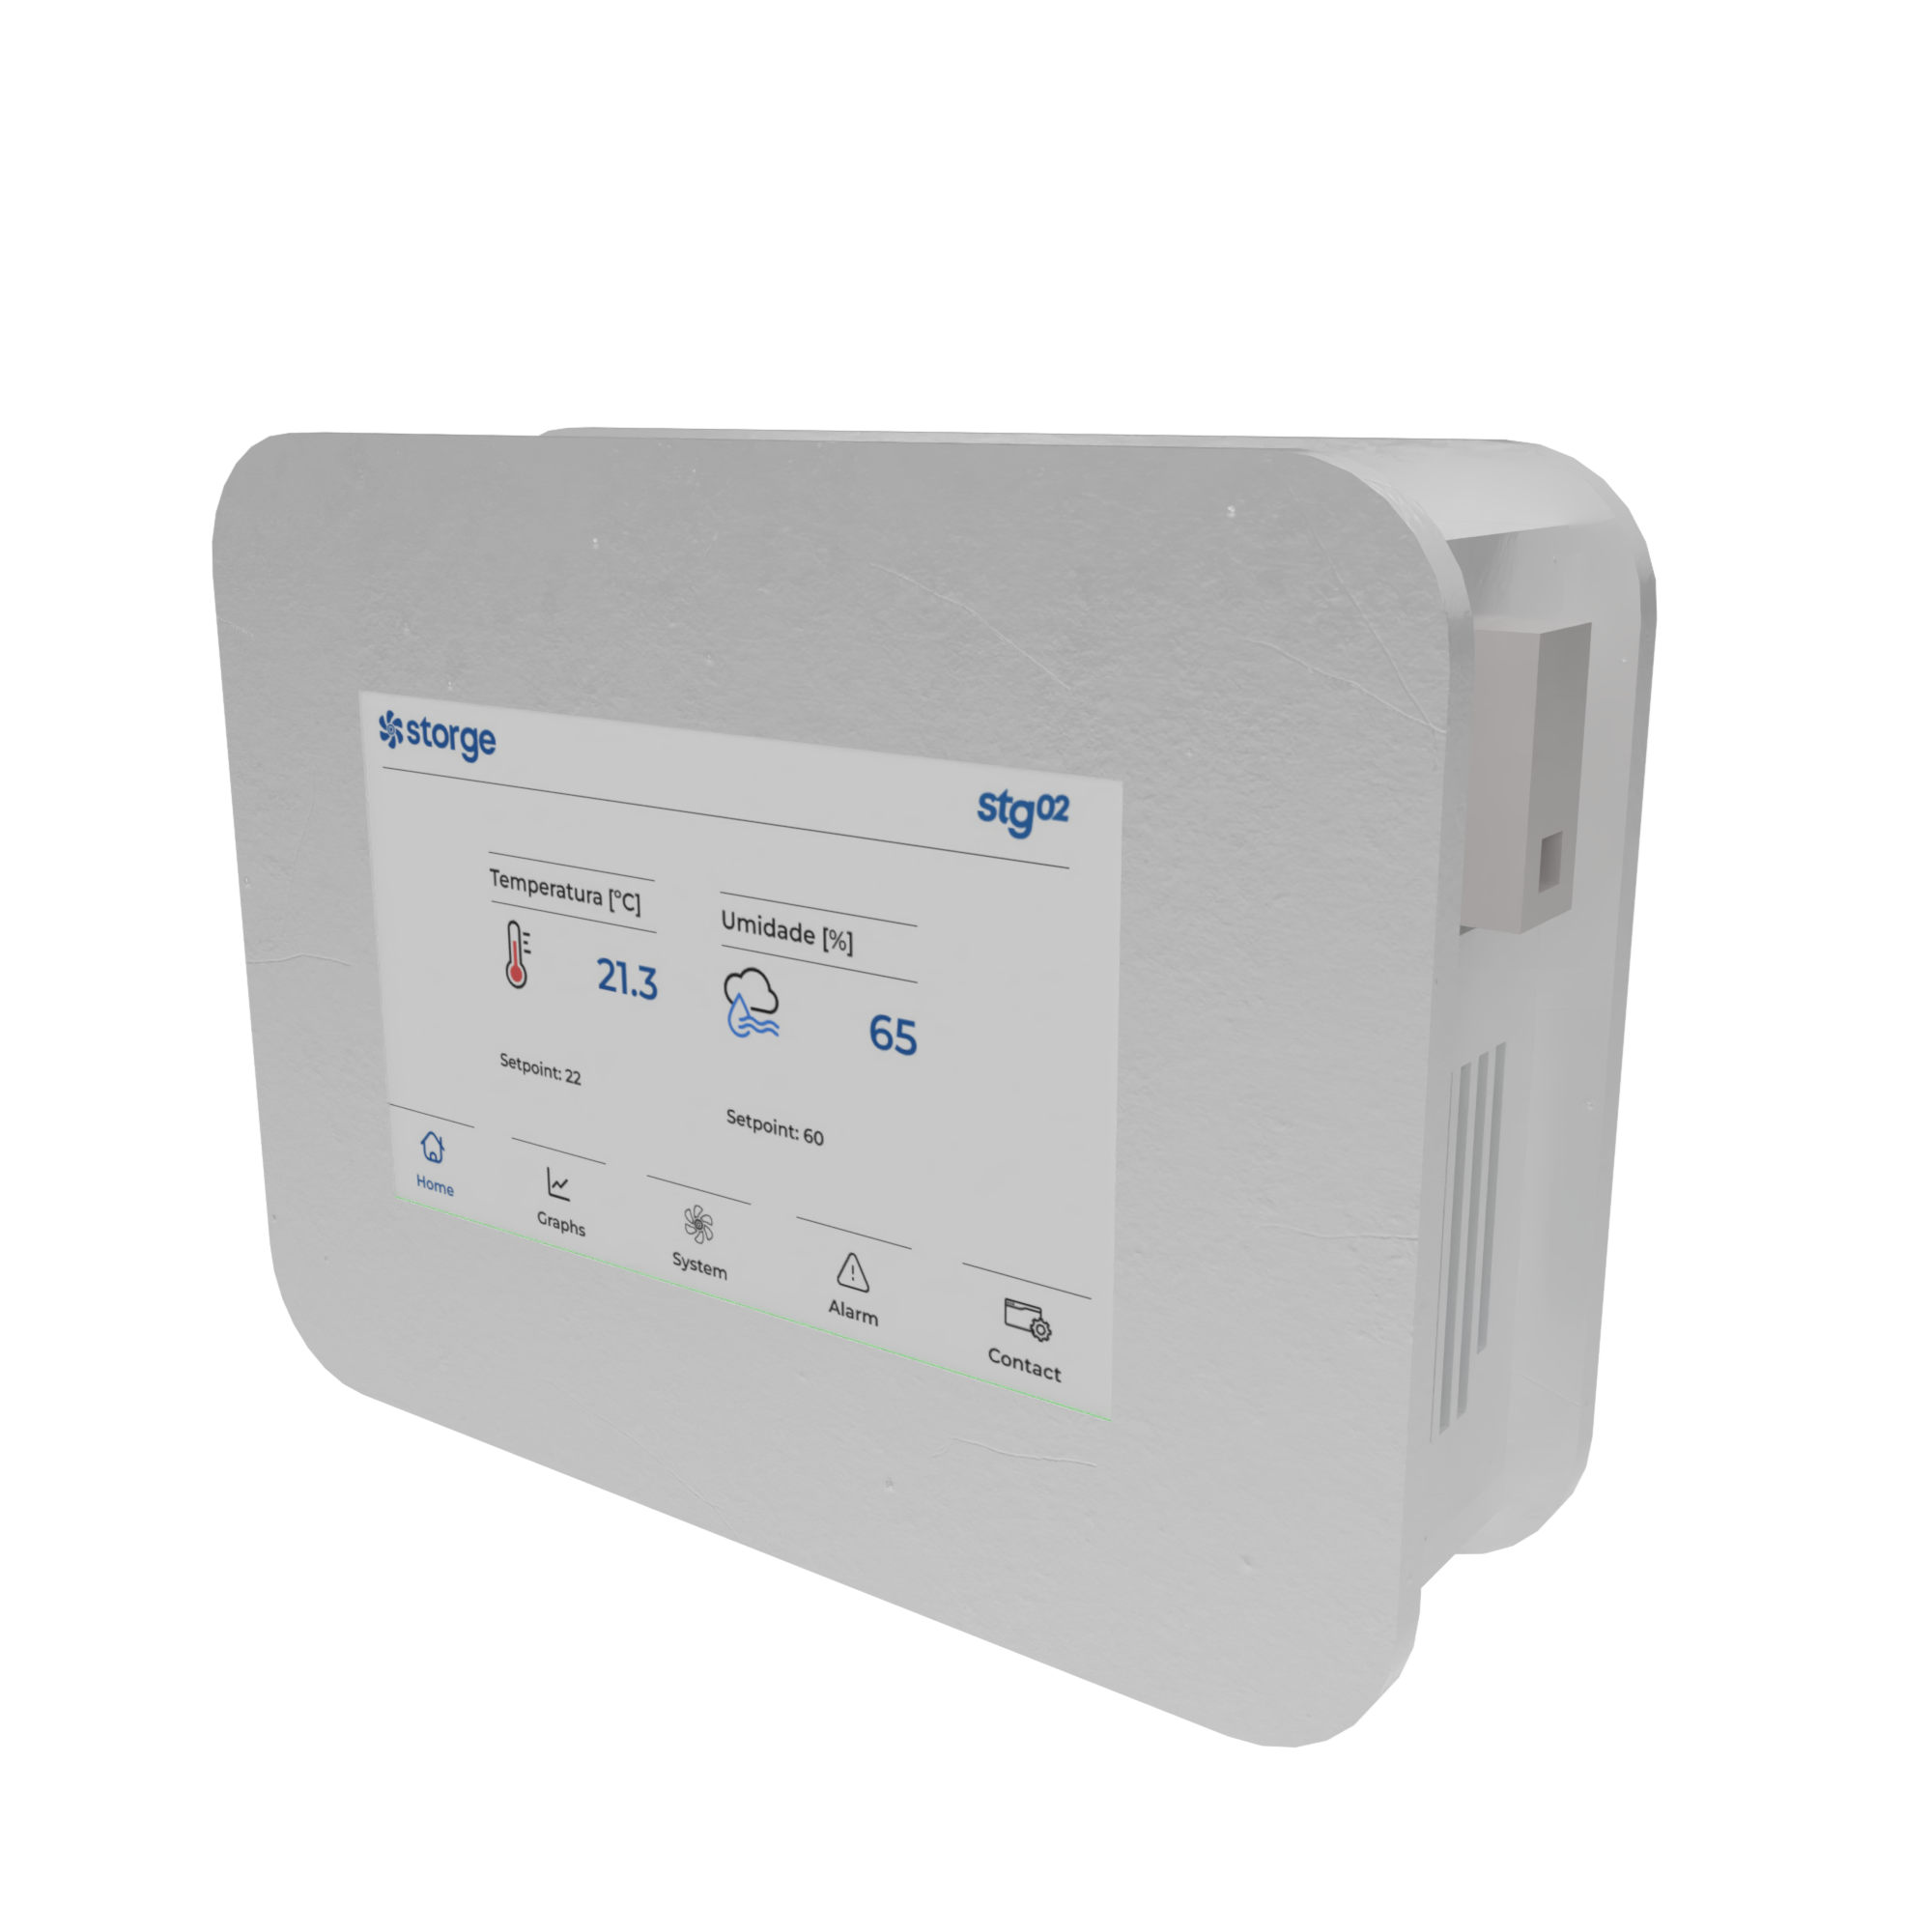 storge
stg02
Temperatura [°C]
21.3
Setpoint: 22
Umidade [%]
65
Setpoint: 60
Home
Graphs
System
Alarm
Contact